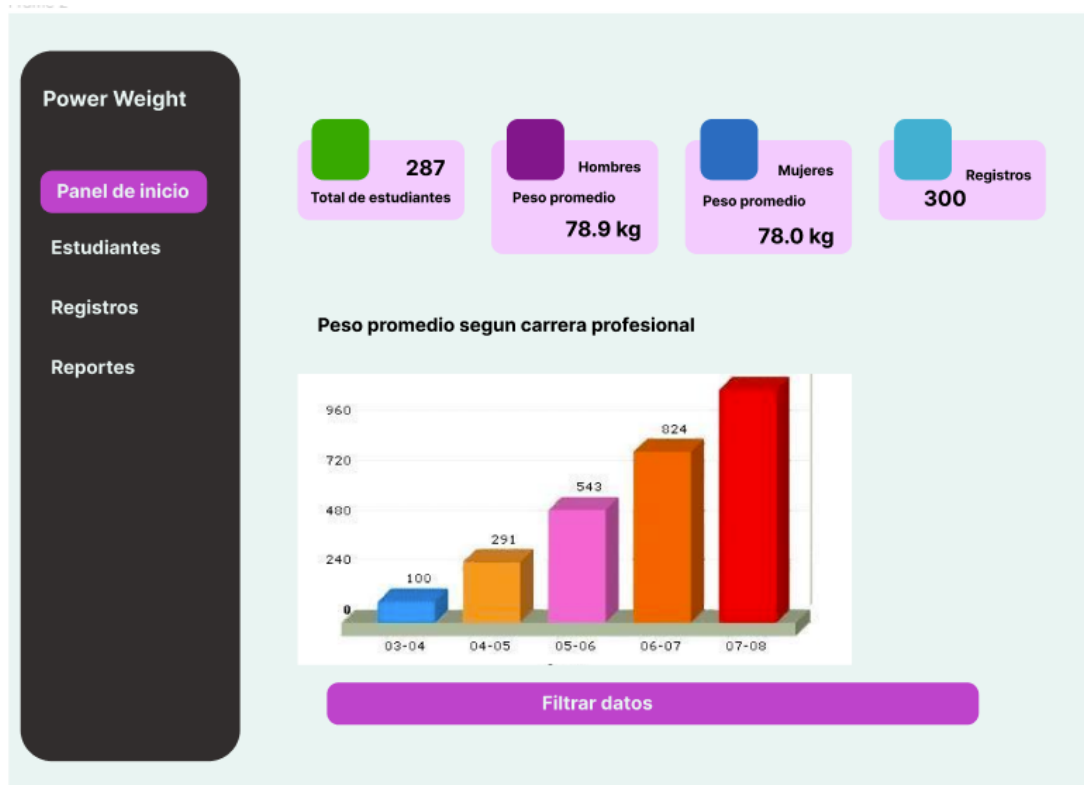 Power Weight
Panel de inicio
Estudiantes
Registros
Reportes
287
Total de estudiantes
Hombres
Peso promedio
78.9 kg
Mujeres
Peso promedio
78.0 kg
Registros
300
Peso promedio segun carrera profesional
960
720
480
240
0
100
291
543
824
03-04
04-05
05-06
06-07
07-08
Filtrar datos